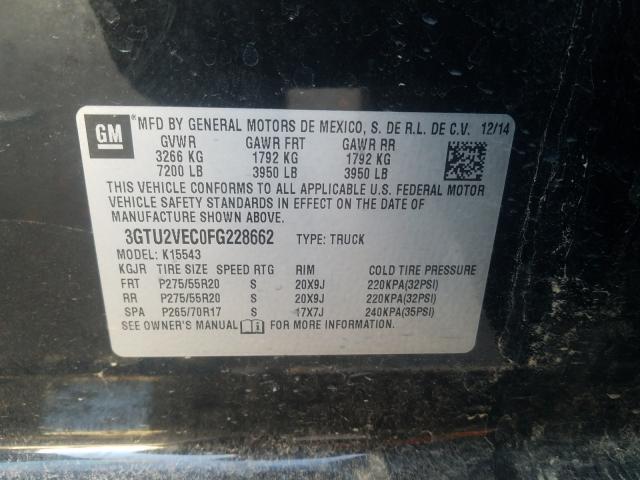 GM
® MFD BY GENERAL MOTORS DE MEXICO, S. DE R.L. DE C.V. 12/14
GVWR GAWR FRT GAWR RR
3266 KG 1792 KG 1792 KG
7200 LB 3950 LB 3950 LB
THIS VEHICLE CONFORMS TO ALL APPLICABLE U.S. FEDERAL MOTOR
VEHICLE SAFETY STANDARDS IN EFFECT ON THE DATE OF
MANUFACTURE SHOWN ABOVE.
3GTU2VEC0FG228662 TYPE: TRUCK
MODEL: K15543
KGJR TIRE SIZE SPEED RTG RIM COLD TIRE PRESSURE
FRT P275/55R20 S 20X9J 220KPA(32PSI)
RR P275/55R20 S 20X9J 220KPA(32PSI)
SPA P265/70R17 S 17X7J 240KPA(35PSI)
SEE OWNER'S MANUAL FOR MORE INFORMATION.